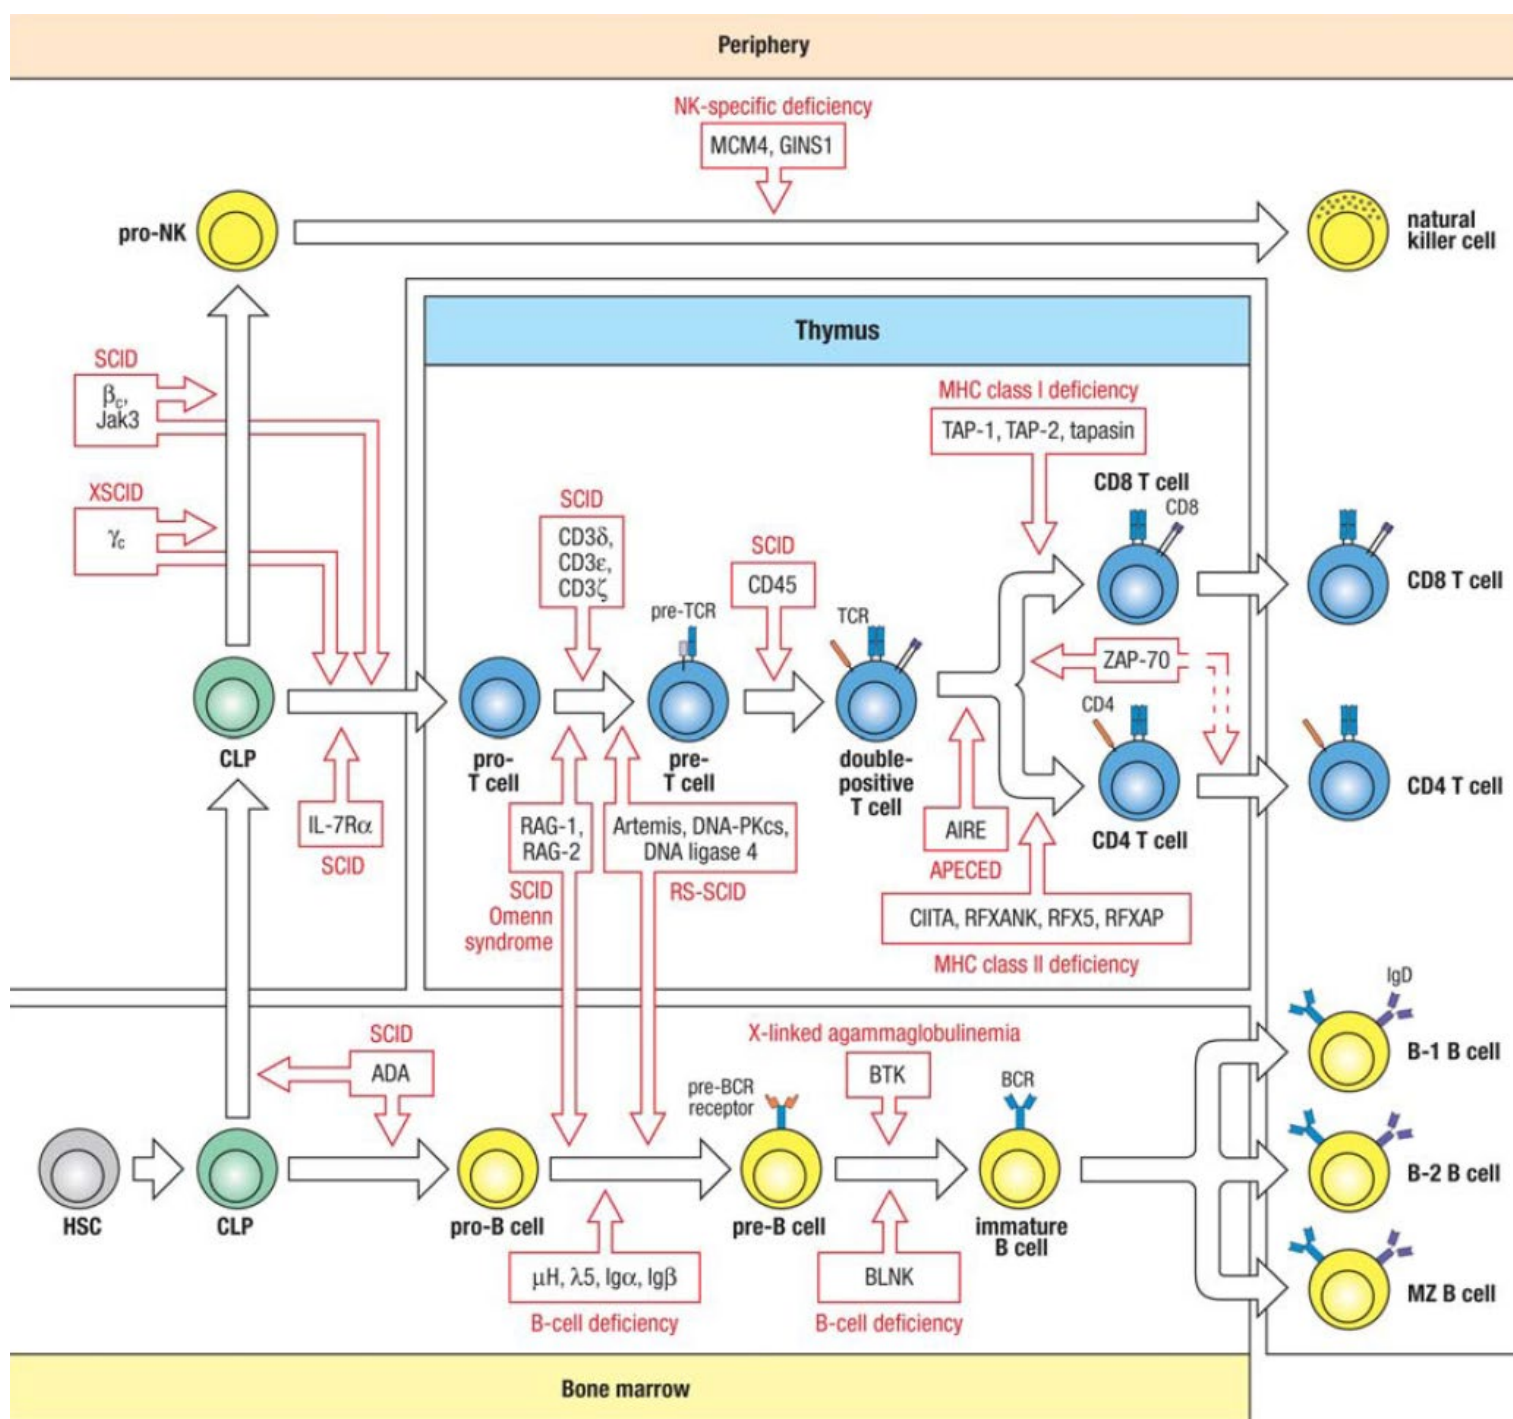 Periphery
NK-specific deficiency
MCM4, GINS1
pro-NK
natural
killer cell
Thymus
SCID
βc,
Jak3
MHC class I deficiency
TAP-1, TAP-2, tapasin
CD8 T cell
CD8
XSCID
γc
SCID
CD3δ,
CD3ε,
CD3ζ
SCID
CD45
pre-TCR
TCR
CD8 T cell
ZAP-70
CD4
CLP
pro-
T cell
pre-
T cell
double-
positive
T cell
CD4 T cell
CD4 T cell
IL-7Rα
SCID
RAG-1,
RAG-2
SCID
Omenn
syndrome
Artemis, DNA-PKcs,
DNA ligase 4
RS-SCID
AIRE
APECED
CIITA, RFXANK, RFX5, RFXAP
MHC class II deficiency
IgD
B-1 B cell
SCID
ADA
X-linked agammaglobulinemia
BTK
pre-BCR
receptor
BCR
B-2 B cell
HSC
CLP
pro-B cell
pre-B cell
immature
B cell
μH, λ5, Igα, Igβ
B-cell deficiency
BLNK
B-cell deficiency
MZ B cell
Bone marrow